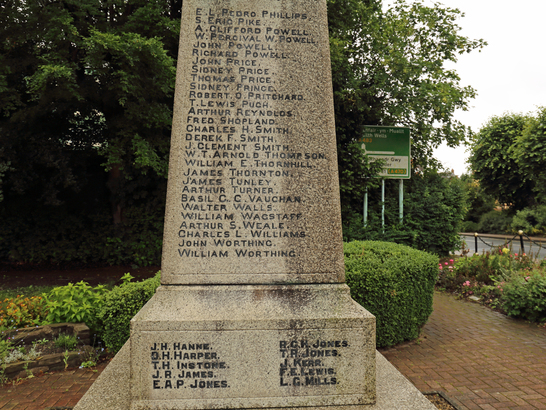 E. L. PEDRO PHILLIPS.
S. ERIC PIKE.
A. CLIFFORD POWELL.
W. PERCIVAL W. POWELL.
JOHN POWELL.
RICHARD POWELL.
JOHN PRICE.
SIDNEY PRICE.
THOMAS PRICE.
SIDNEY PRINCE.
ROBERT O. PRITCHARD.
T. LEWIS PUGH.
ARTHUR REYNOLDS.
FRED SHOPLAND.
CHARLES H. SMITH.
DEREK F. SMITH.
J. CLEMENT SMITH.
W. T. ARNOLD THOMPSON.
WILLIAM E. THORNHILL.
JAMES THORNTON.
JAMES TUNLEY.
ARTHUR TURNER.
BASIL G. C. VAUGHAN.
WALTER WALLS.
WILLIAM WAGSTAFF.
ARTHUR S. WEALE.
CHARLES L. WILLIAMS.
JOHN WORTHING.
WILLIAM WORTHING.
J. H. HANNE.
D. H. HARPER.
T. H. INSTONE.
J. R. JAMES.
E. A. P. JONES.
R. G. H. JONES.
T. R. JONES.
J. KERR.
F. E. LEWIS.
L. G. MILLS.
Wells